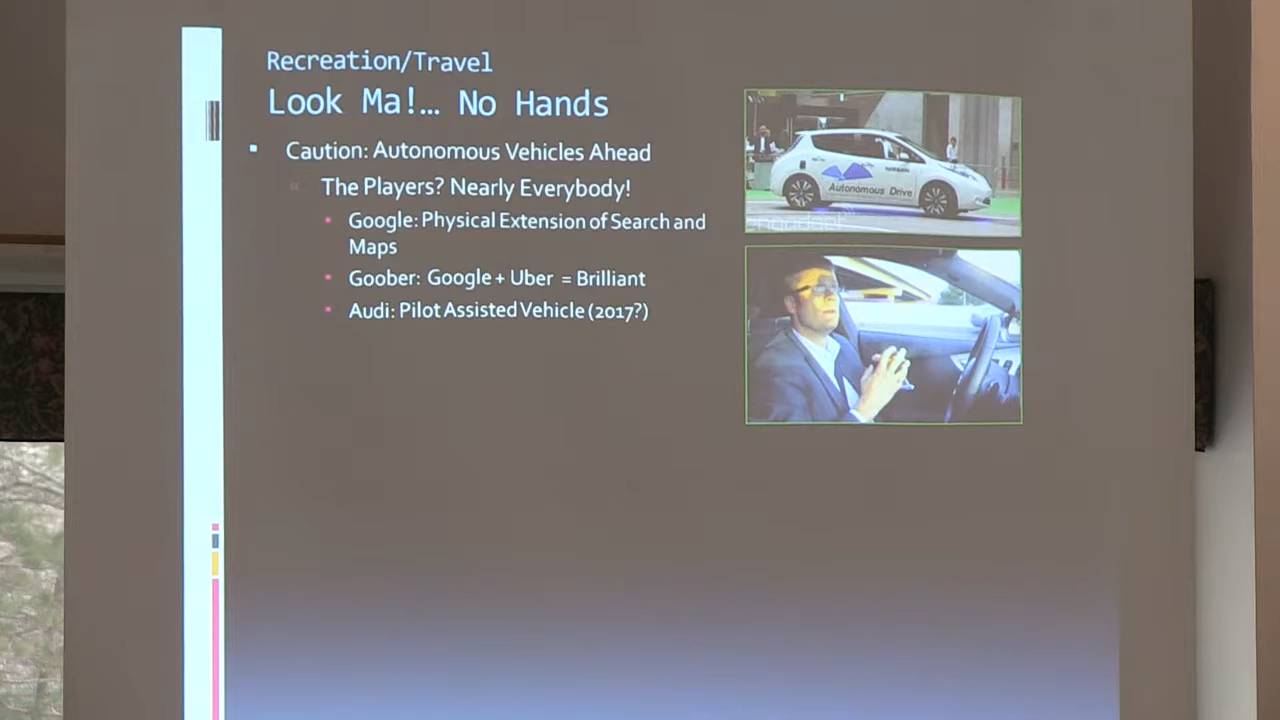 Recreation/Travel
Look Ma!… No Hands
Caution: Autonomous Vehicles Ahead
The Players? Nearly Everybody!
Google: Physical Extension of Search and
Maps
Goober: Google + Uber = Brilliant
Audi: Pilot Assisted Vehicle (2017?)
NISSAN
Autonomous Drive